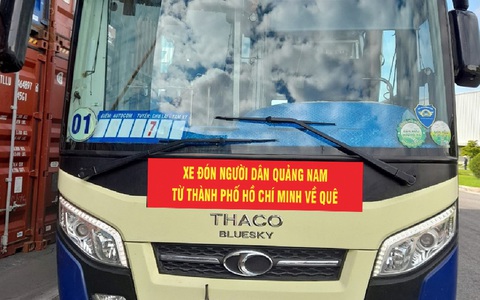 01
XE ĐÓN NGƯỜI DÂN QUẢNG NAM
TỪ THÀNH PHỐ HỒ CHÍ MINH VỀ QUÊ
THACO
BLUESKY